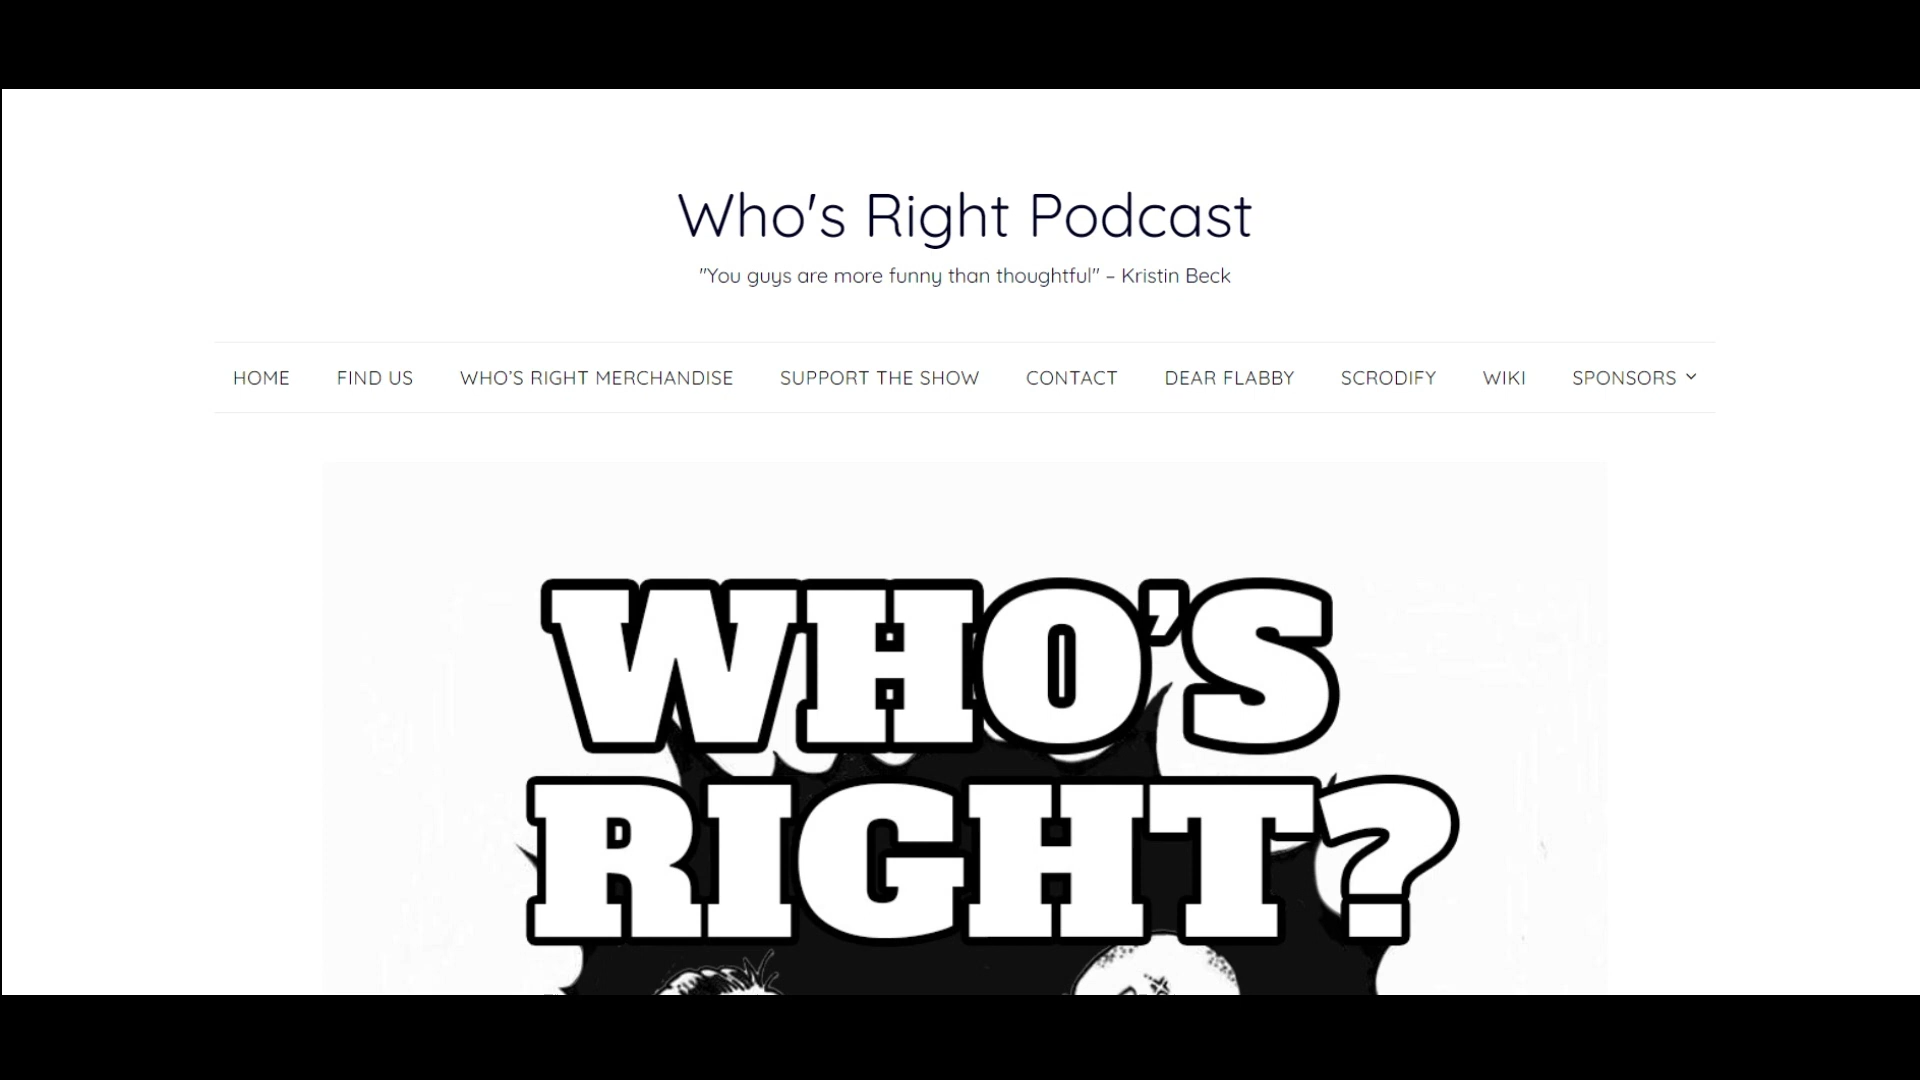 Who's Right Podcast
"You guys are more funny than thoughtful" – Kristin Beck
HOME FIND US WHO’S RIGHT MERCHANDISE SUPPORT THE SHOW CONTACT DEAR FLABBY SCRODIFY WIKI SPONSORS
WHO’S
RIGHT?